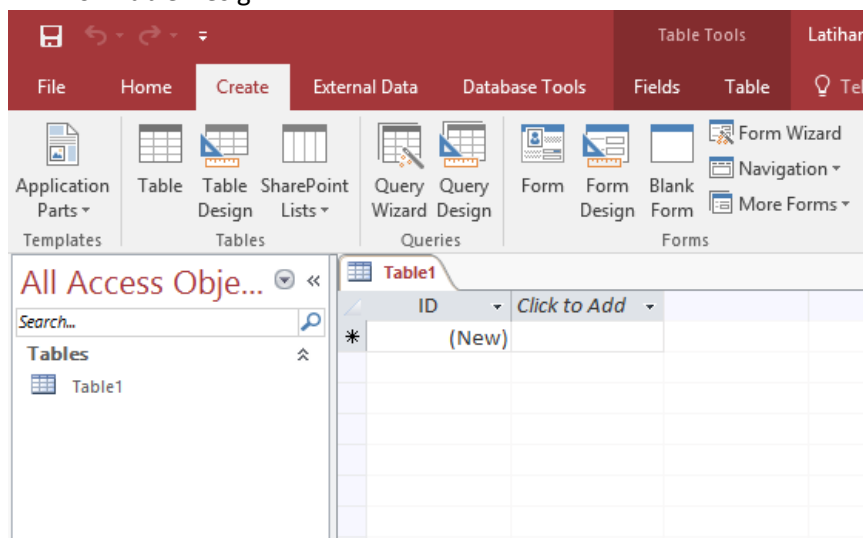 Table Tools Latihan
File Home Create External Data Database Tools Fields Table Tel
Application Parts
Table
Table Design
SharePoint Lists
Query Wizard
Query Design
Form
Form Design
Blank Form
Form Wizard
Navigation
More Forms
Templates Tables Queries Forms
All Access Obje...
Search...
Tables
Table1
Table1
ID Click to Add
(New)